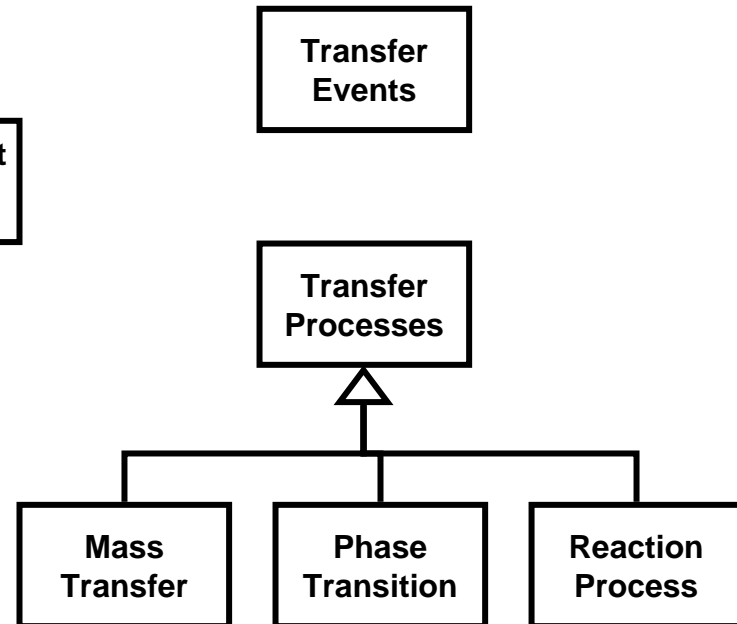 Transfer
Events
t
Transfer
Processes
Mass
Transfer
Phase
Transition
Reaction
Process